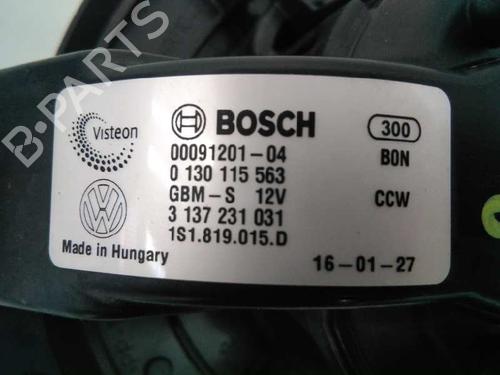 B-PARTS
Visteon
BOSCH
300
00091201-04
BON
0 130 115 563
GBM-S 12V
CCW
3 137 231 031
1S1.819.015.D
Made in Hungary
16-01-27